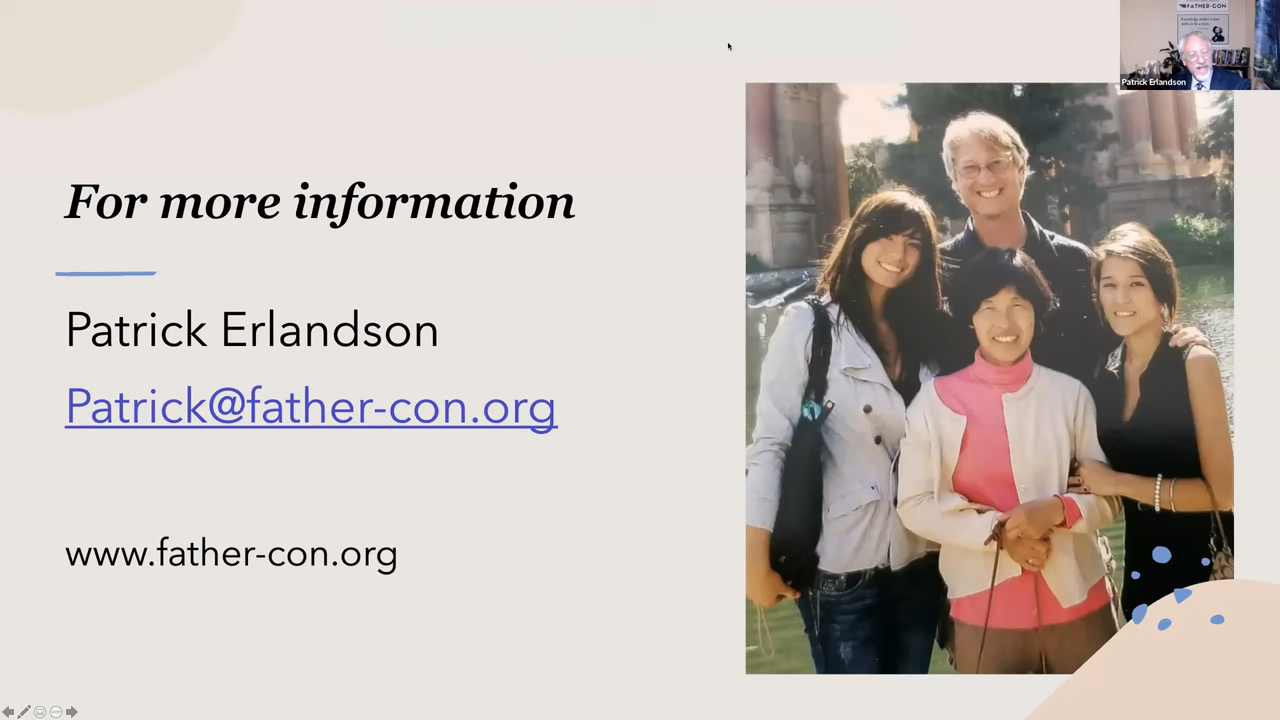 For more information
Patrick Erlandson
Patrick@father-con.org
www.father-con.org
FATHER-CON
Patrick Erlandson